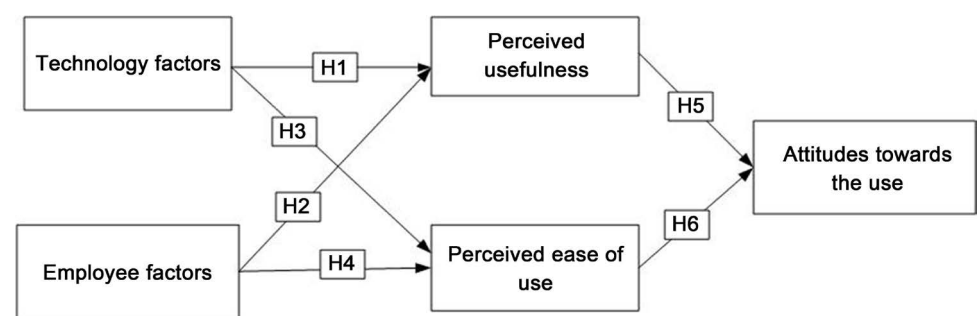 Technology factors
H1
Perceived
usefulness
H3
H5
Attitudes towards
the use
H2
H6
Employee factors
H4
Perceived ease of
use